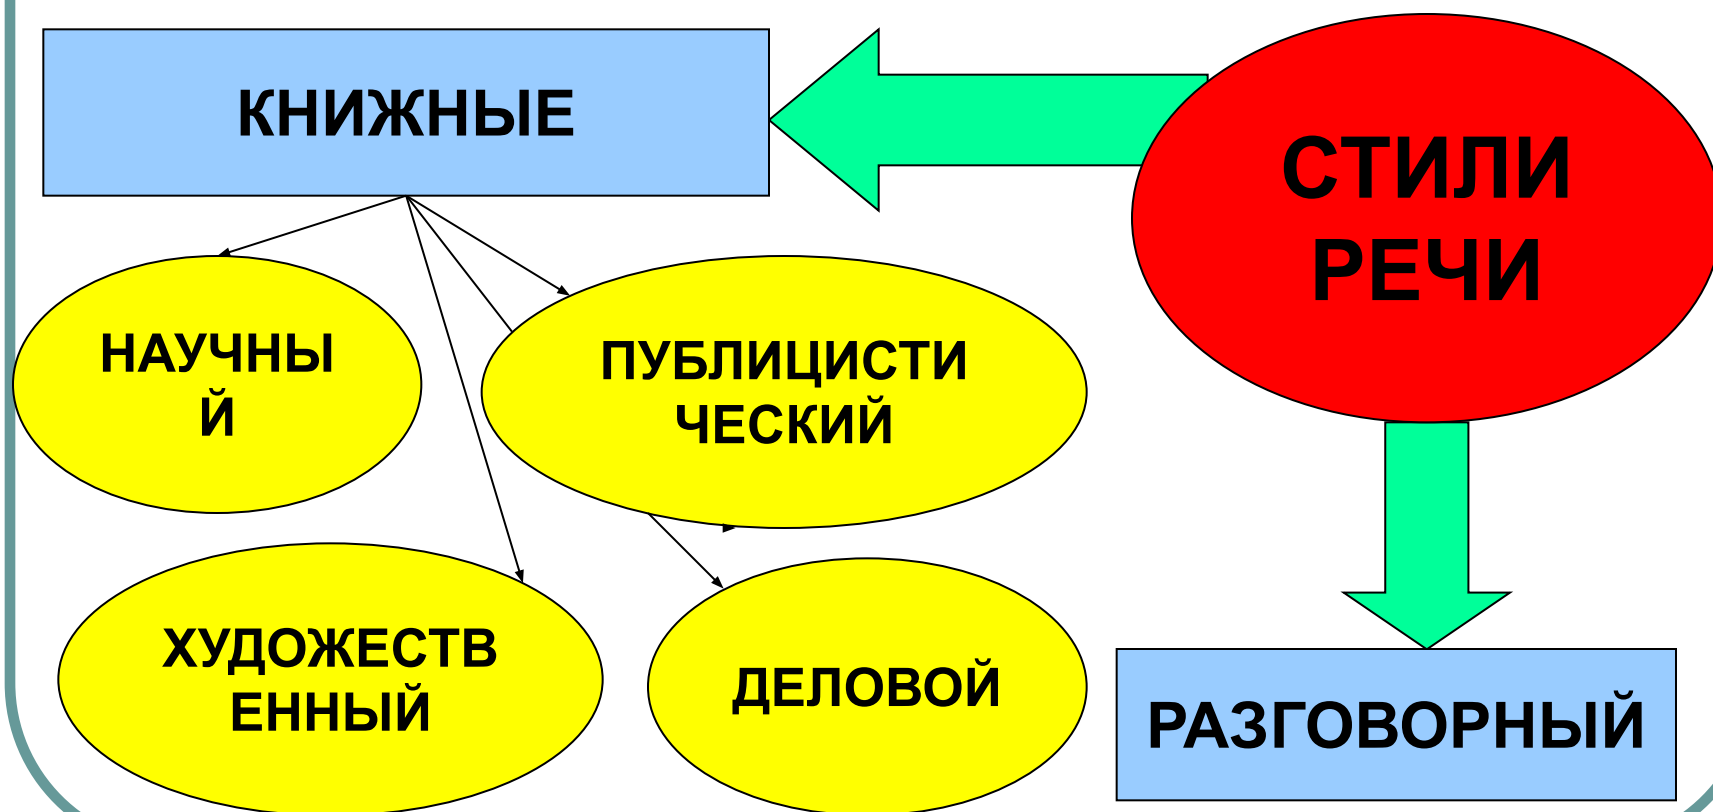 КНИЖНЫЕ
СТИЛИ
РЕЧИ
НАУЧНЫ
Й
ПУБЛИЦИСТИ
ЧЕСКИЙ
ХУДОЖЕСТВ
ЕННЫЙ
ДЕЛОВОЙ
РАЗГОВОРНЫЙ